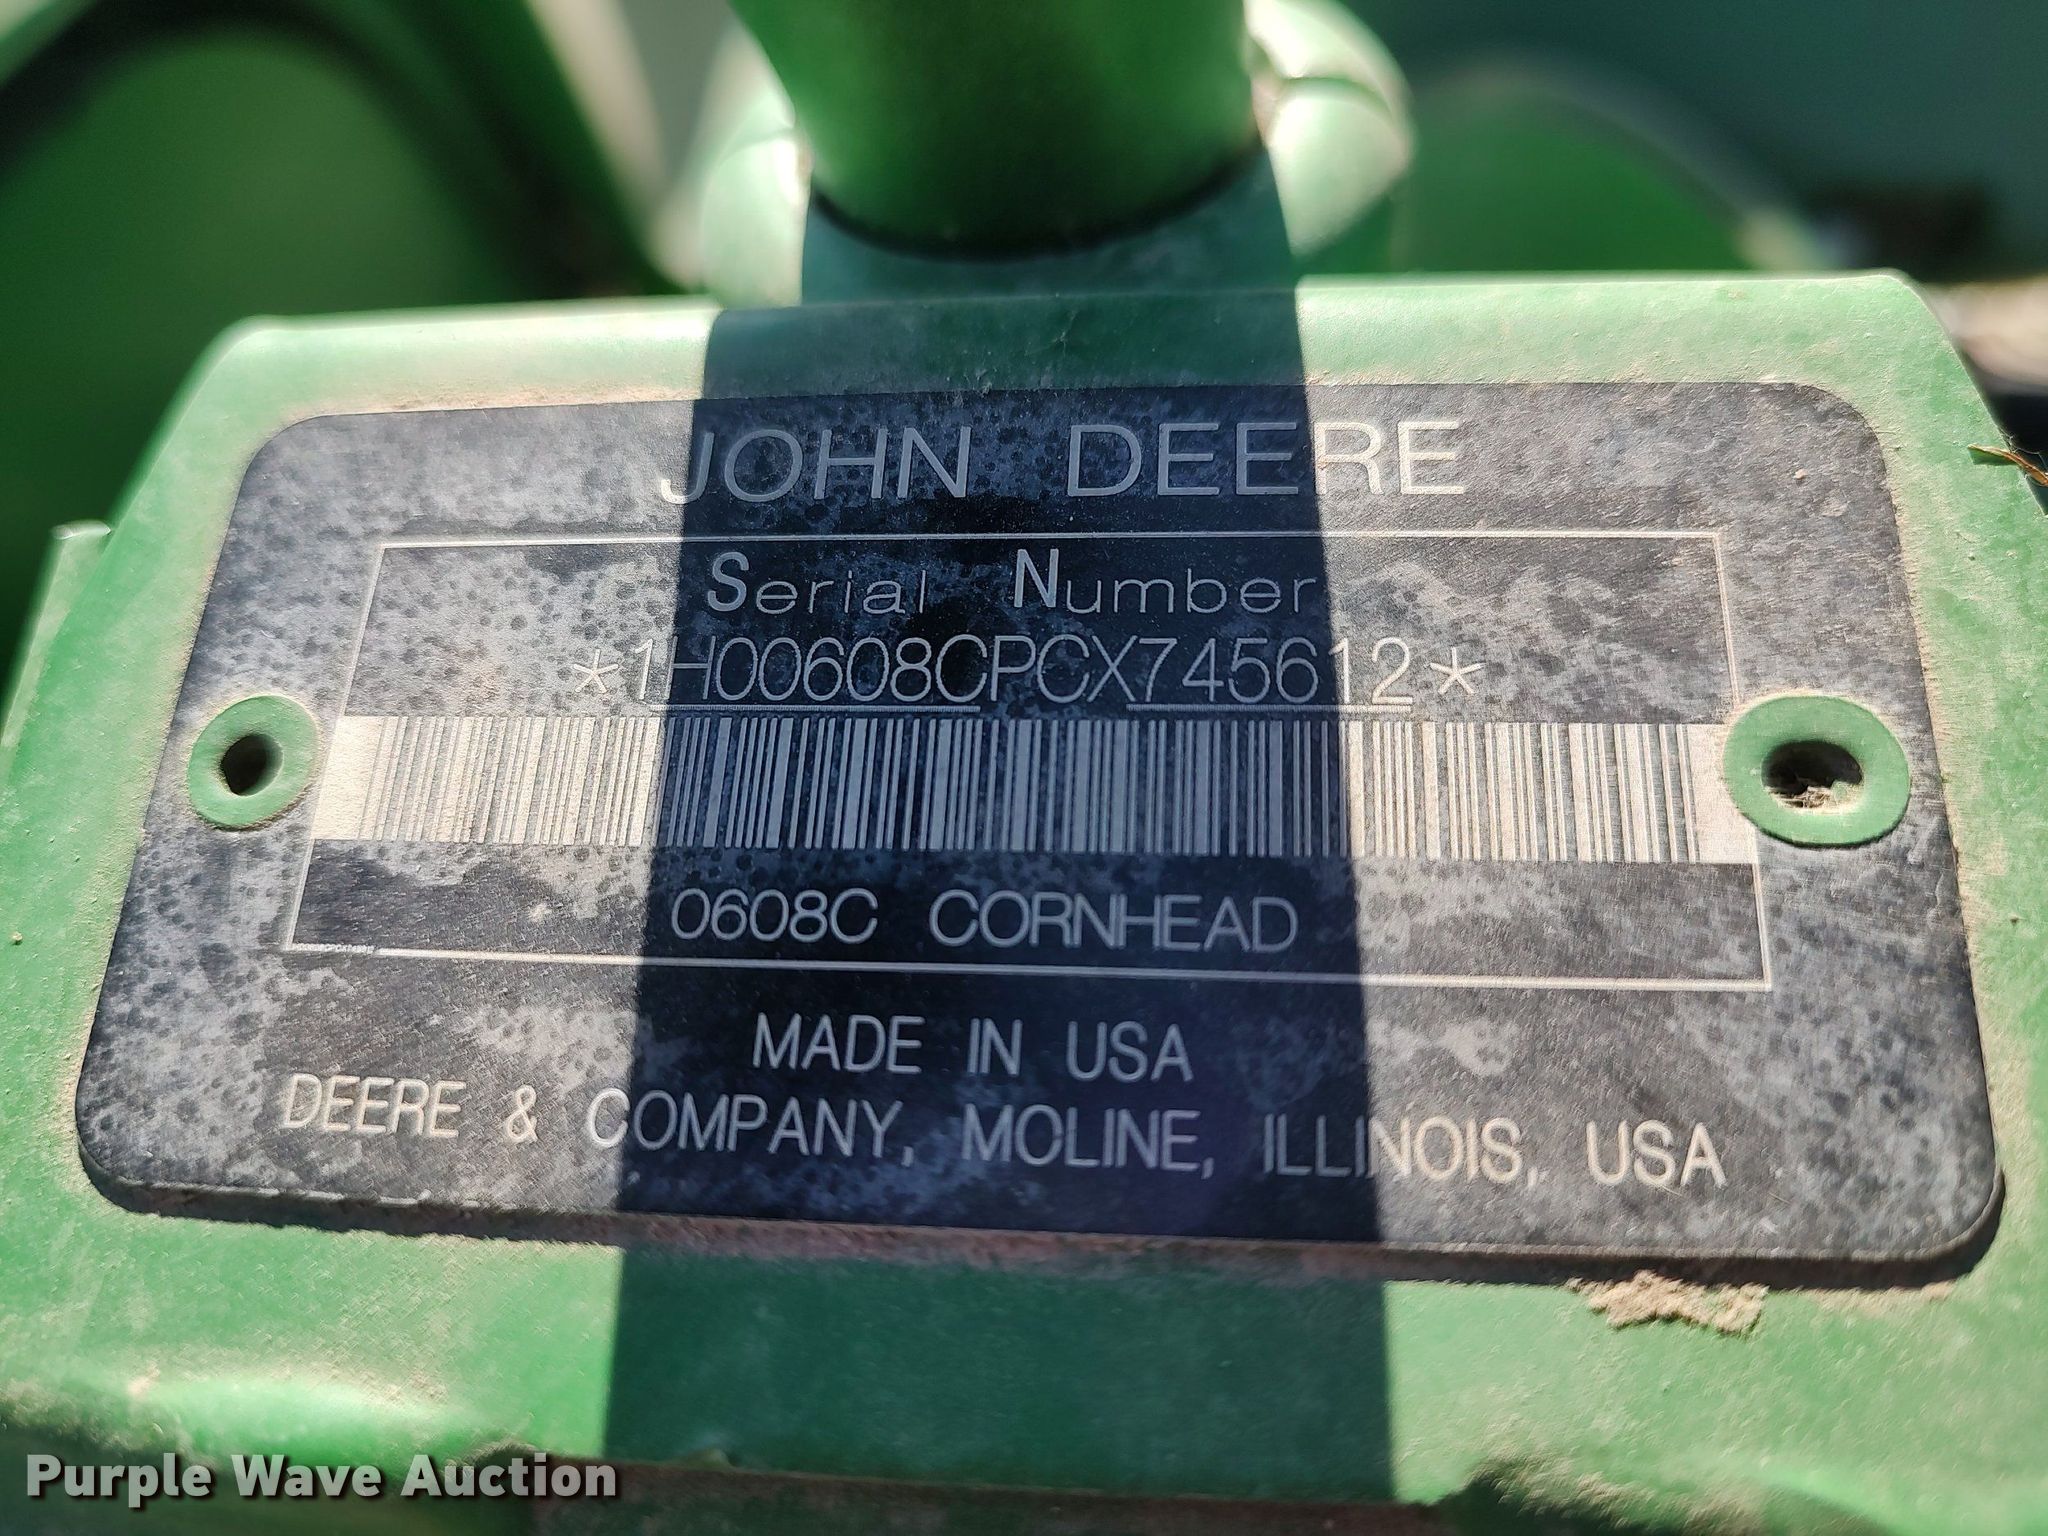 JOHN DEERE
Serial Number
*1H00608CPCX745612*
0608C CORNHEAD
MADE IN USA
DEERE & COMPANY, MOLINE, ILLINOIS, USA
Purple Wave Auction